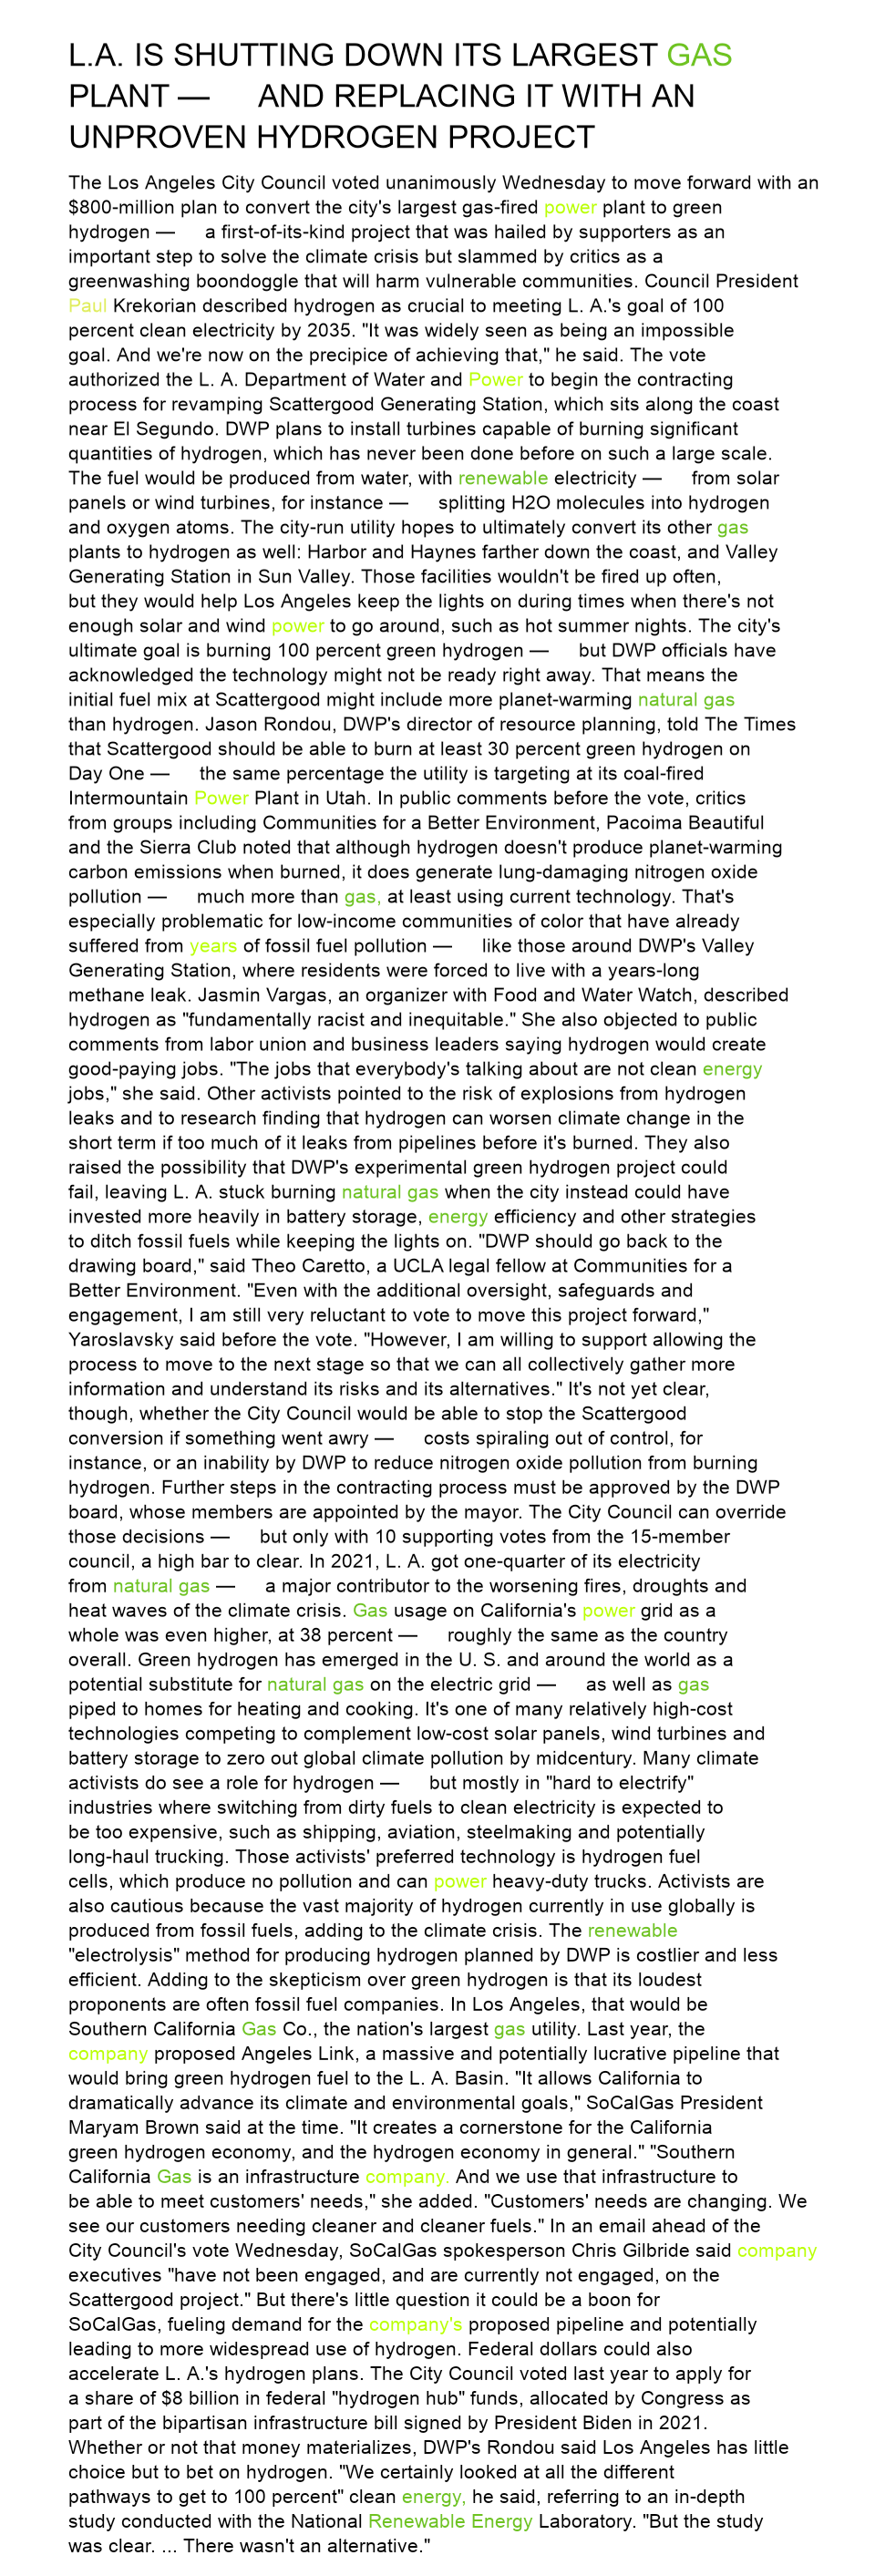 L.A. IS SHUTTING DOWN ITS LARGEST GAS
PLANT — AND REPLACING IT WITH AN
UNPROVEN HYDROGEN PROJECT
The Los Angeles City Council voted unanimously Wednesday to move forward with an
$800-million plan to convert the city's largest gas-fired power plant to green
hydrogen — a first-of-its-kind project that was hailed by supporters as an
important step to solve the climate crisis but slammed by critics as a
greenwashing boondoggle that will harm vulnerable communities. Council President
Paul Krekorian described hydrogen as crucial to meeting L. A.'s goal of 100
percent clean electricity by 2035. "It was widely seen as being an impossible
goal. And we're now on the precipice of achieving that," he said. The vote
authorized the L. A. Department of Water and Power to begin the contracting
process for revamping Scattergood Generating Station, which sits along the coast
near El Segundo. DWP plans to install turbines capable of burning significant
quantities of hydrogen, which has never been done before on such a large scale.
The fuel would be produced from water, with renewable electricity — from solar
panels or wind turbines, for instance — splitting H2O molecules into hydrogen
and oxygen atoms. The city-run utility hopes to ultimately convert its other gas
plants to hydrogen as well: Harbor and Haynes farther down the coast, and Valley
Generating Station in Sun Valley. Those facilities wouldn't be fired up often,
but they would help Los Angeles keep the lights on during times when there's not
enough solar and wind power to go around, such as hot summer nights. The city's
ultimate goal is burning 100 percent green hydrogen — but DWP officials have
acknowledged the technology might not be ready right away. That means the
initial fuel mix at Scattergood might include more planet-warming natural gas
than hydrogen. Jason Rondou, DWP's director of resource planning, told The Times
that Scattergood should be able to burn at least 30 percent green hydrogen on
Day One — the same percentage the utility is targeting at its coal-fired
Intermountain Power Plant in Utah. In public comments before the vote, critics
from groups including Communities for a Better Environment, Pacoima Beautiful
and the Sierra Club noted that although hydrogen doesn't produce planet-warming
carbon emissions when burned, it does generate lung-damaging nitrogen oxide
pollution — much more than gas, at least using current technology. That's
especially problematic for low-income communities of color that have already
suffered from years of fossil fuel pollution — like those around DWP's Valley
Generating Station, where residents were forced to live with a years-long
methane leak. Jasmin Vargas, an organizer with Food and Water Watch, described
hydrogen as "fundamentally racist and inequitable." She also objected to public
comments from labor union and business leaders saying hydrogen would create
good-paying jobs. "The jobs that everybody's talking about are not clean energy
jobs," she said. Other activists pointed to the risk of explosions from hydrogen
leaks and to research finding that hydrogen can worsen climate change in the
short term if too much of it leaks from pipelines before it's burned. They also
raised the possibility that DWP's experimental green hydrogen project could
fail, leaving L. A. stuck burning natural gas when the city instead could have
invested more heavily in battery storage, energy efficiency and other strategies
to ditch fossil fuels while keeping the lights on. "DWP should go back to the
drawing board," said Theo Caretto, a UCLA legal fellow at Communities for a
Better Environment. "Even with the additional oversight, safeguards and
engagement, I am still very reluctant to vote to move this project forward,"
Yaroslavsky said before the vote. "However, I am willing to support allowing the
process to move to the next stage so that we can all collectively gather more
information and understand its risks and its alternatives." It's not yet clear,
though, whether the City Council would be able to stop the Scattergood
conversion if something went awry — costs spiraling out of control, for
instance, or an inability by DWP to reduce nitrogen oxide pollution from burning
hydrogen. Further steps in the contracting process must be approved by the DWP
board, whose members are appointed by the mayor. The City Council can override
those decisions — but only with 10 supporting votes from the 15-member
council, a high bar to clear. In 2021, L. A. got one-quarter of its electricity
from natural gas — a major contributor to the worsening fires, droughts and
heat waves of the climate crisis. Gas usage on California's power grid as a
whole was even higher, at 38 percent — roughly the same as the country
overall. Green hydrogen has emerged in the U. S. and around the world as a
potential substitute for natural gas on the electric grid — as well as gas
piped to homes for heating and cooking. It's one of many relatively high-cost
technologies competing to complement low-cost solar panels, wind turbines and
battery storage to zero out global climate pollution by midcentury. Many climate
activists do see a role for hydrogen — but mostly in "hard to electrify"
industries where switching from dirty fuels to clean electricity is expected to
be too expensive, such as shipping, aviation, steelmaking and potentially
long-haul trucking. Those activists' preferred technology is hydrogen fuel
cells, which produce no pollution and can power heavy-duty trucks. Activists are
also cautious because the vast majority of hydrogen currently in use globally is
produced from fossil fuels, adding to the climate crisis. The renewable
"electrolysis" method for producing hydrogen planned by DWP is costlier and less
efficient. Adding to the skepticism over green hydrogen is that its loudest
proponents are often fossil fuel companies. In Los Angeles, that would be
Southern California Gas Co., the nation's largest gas utility. Last year, the
company proposed Angeles Link, a massive and potentially lucrative pipeline that
would bring green hydrogen fuel to the L. A. Basin. "It allows California to
dramatically advance its climate and environmental goals," SoCalGas President
Maryam Brown said at the time. "It creates a cornerstone for the California
green hydrogen economy, and the hydrogen economy in general." "Southern
California Gas is an infrastructure company. And we use that infrastructure to
be able to meet customers' needs," she added. "Customers' needs are changing. We
see our customers needing cleaner and cleaner fuels." In an email ahead of the
City Council's vote Wednesday, SoCalGas spokesperson Chris Gilbride said company
executives "have not been engaged, and are currently not engaged, on the
Scattergood project." But there's little question it could be a boon for
SoCalGas, fueling demand for the company's proposed pipeline and potentially
leading to more widespread use of hydrogen. Federal dollars could also
accelerate L. A.'s hydrogen plans. The City Council voted last year to apply for
a share of $8 billion in federal "hydrogen hub" funds, allocated by Congress as
part of the bipartisan infrastructure bill signed by President Biden in 2021.
Whether or not that money materializes, DWP's Rondou said Los Angeles has little
choice but to bet on hydrogen. "We certainly looked at all the different
pathways to get to 100 percent" clean energy, he said, referring to an in-depth
study conducted with the National Renewable Energy Laboratory. "But the study
was clear. ... There wasn't an alternative."